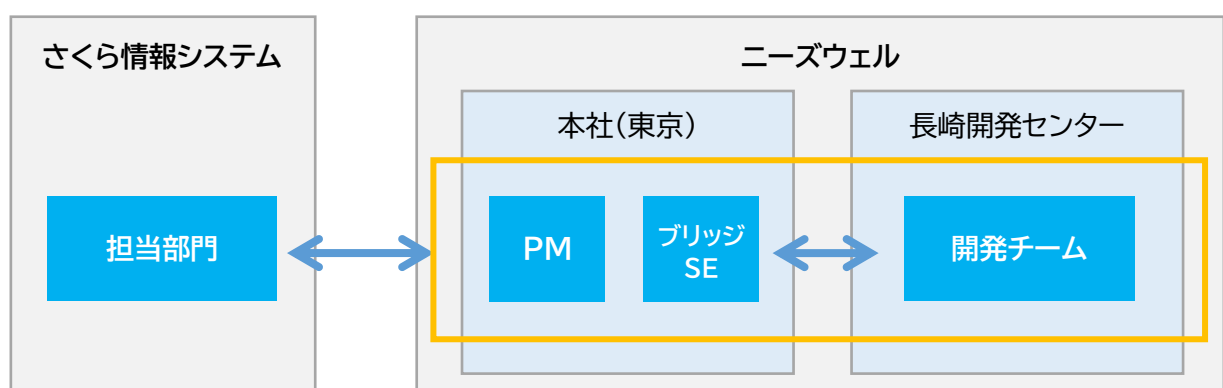 さくら情報システム
ニーズウェル
本社（東京）
長崎開発センター
担当部門
PM
ブリッジ
SE
開発チーム